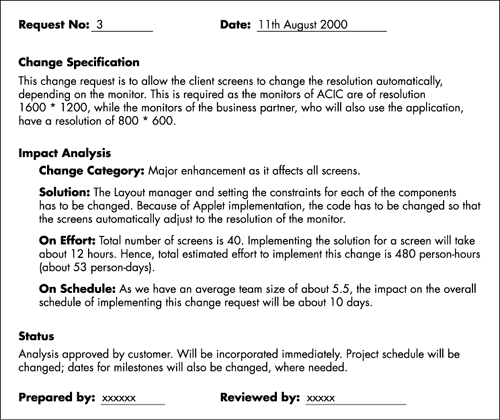 Request No: 3 Date: 11th August 2000
Change Specification
This change request is to allow the client screens to change the resolution automatically,
depending on the monitor. This is required as the monitors of ACIC are of resolution
1600 * 1200, while the monitors of the business partner, who will also use the application,
have a resolution of 800 * 600.
Impact Analysis
Change Category: Major enhancement as it affects all screens.
Solution: The Layout manager and setting the constraints for each of the components
has to be changed. Because of Applet implementation, the code has to be changed so that
the screens automatically adjust to the resolution of the monitor.
On Effort: Total number of screens is 40. Implementing the solution for a screen will take
about 12 hours. Hence, total estimated effort to implement this change is 480 person-hours
(about 53 person-days).
On Schedule: As we have an average team size of about 5.5, the impact on the overall
schedule of implementing this change request will be about 10 days.
Status
Analysis approved by customer. Will be incorporated immediately. Project schedule will be
changed; dates for milestones will also be changed, where needed.
Prepared by: xxxxxx Reviewed by: xxxxx